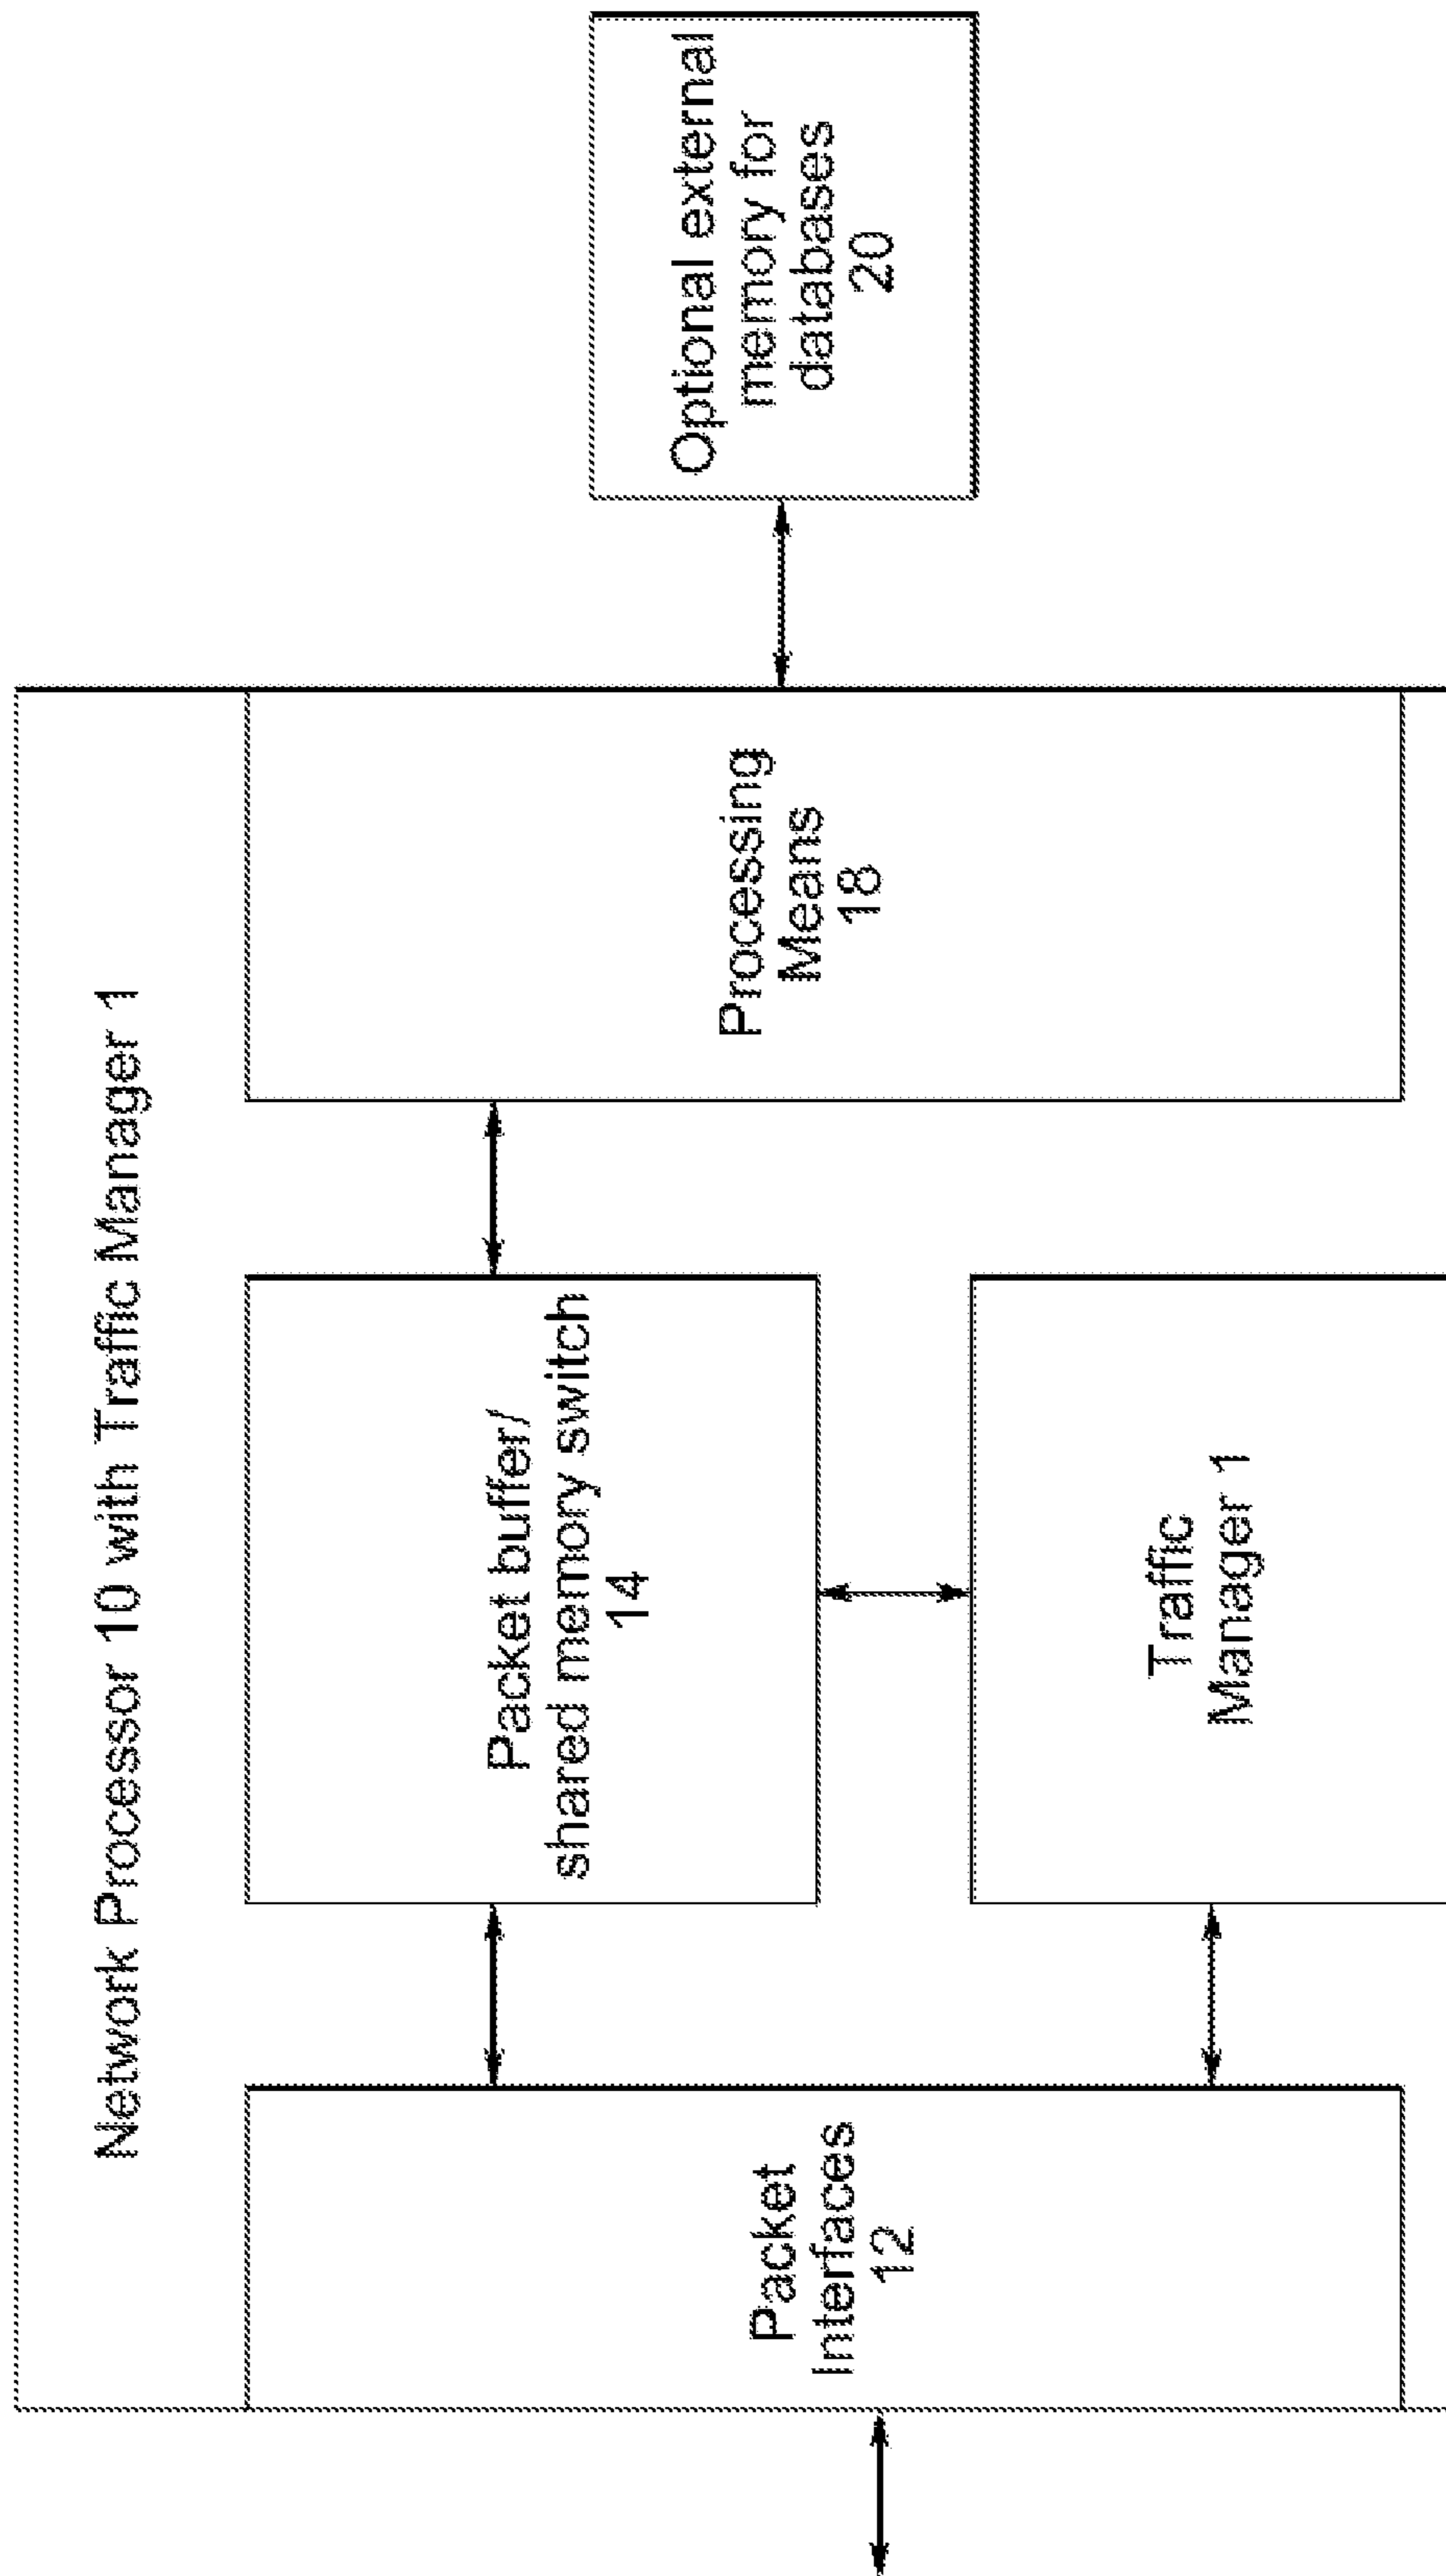 Network Processor 10 with Traffic Manager 1
Packet
Interfaces
12
Packet buffer/
shared memory switch
14
Traffic
Manager 1
Processing
Means
18
Optional external
memory for
databases
20